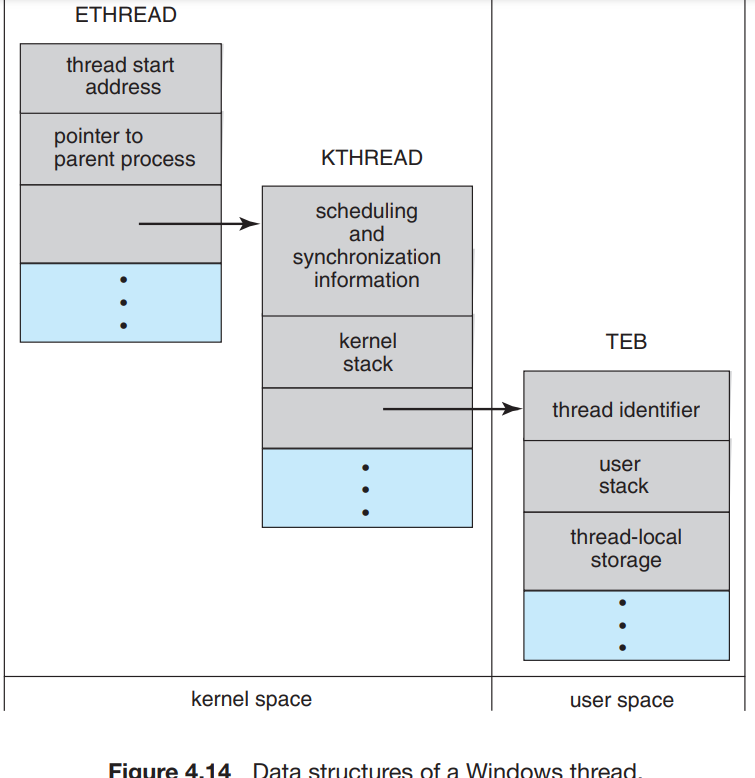 ETHREAD
thread start
address
pointer to
parent process
KTHREAD
scheduling
and
synchronization
information
kernel
stack
TEB
thread identifier
user
stack
thread-local
storage
kernel space
user space
Figure 4.14 Data structures of a Windows thread.